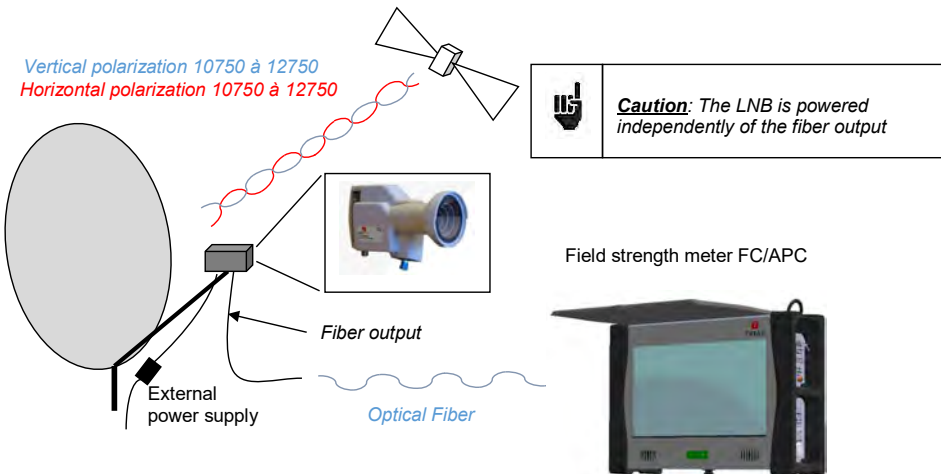 Vertical polarization 10750 à 12750
Horizontal polarization 10750 à 12750
Caution: The LNB is powered
independently of the fiber output
Field strength meter FC/APC
Fiber output
External
power supply
Optical Fiber